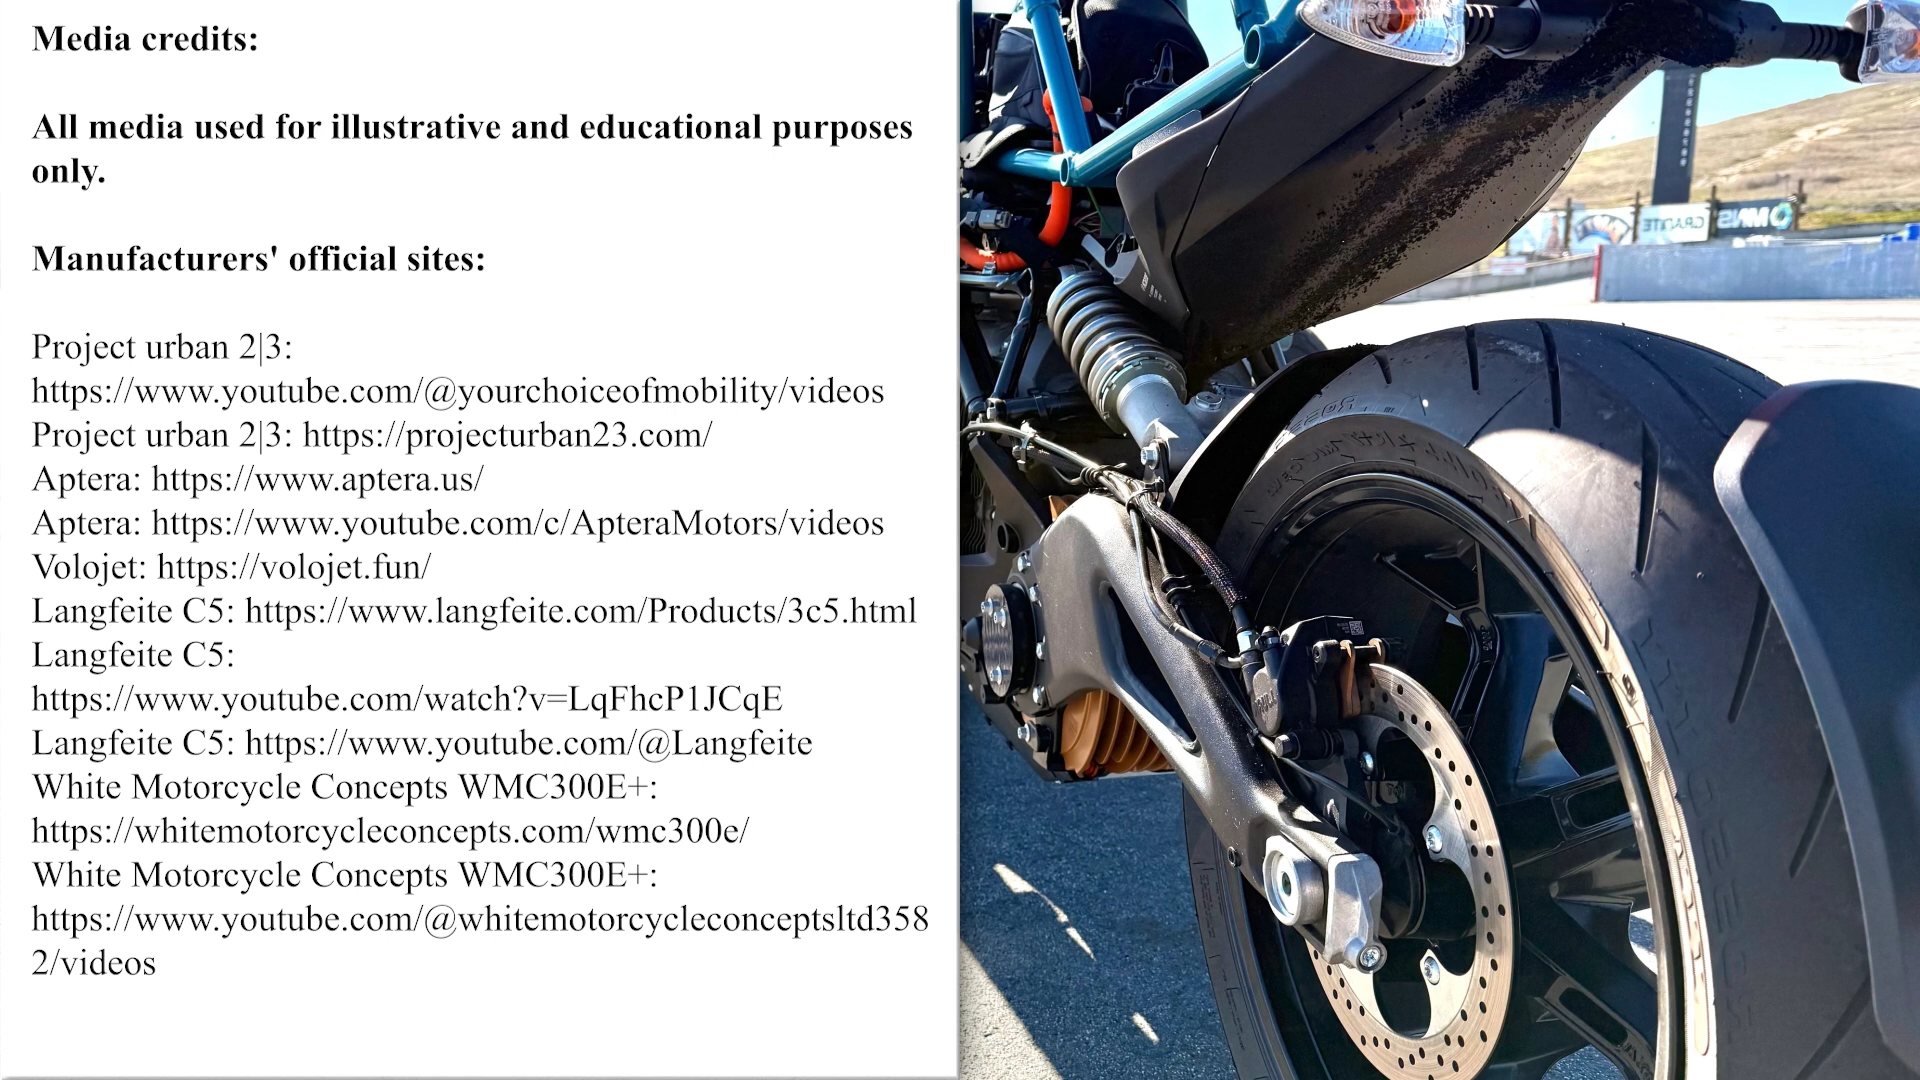 Media credits:
All media used for illustrative and educational purposes
only.
Manufacturers' official sites:
Project urban 2|3:
https://www.youtube.com/@yourchoiceofmobility/videos
Project urban 2|3: https://projecturban23.com/
Aptera: https://www.aptera.us/
Aptera: https://www.youtube.com/c/ApteraMotors/videos
Volojet: https://volojet.fun/
Langfeite C5: https://www.langfeite.com/Products/3c5.html
Langfeite C5:
https://www.youtube.com/watch?v=LqFhcP1JCqE
Langfeite C5: https://www.youtube.com/@Langfeite
White Motorcycle Concepts WMC300E+:
https://whitemotorcycleconcepts.com/wmc300e/
White Motorcycle Concepts WMC300E+:
https://www.youtube.com/@whitemotorcycleconceptsltd358
2/videos